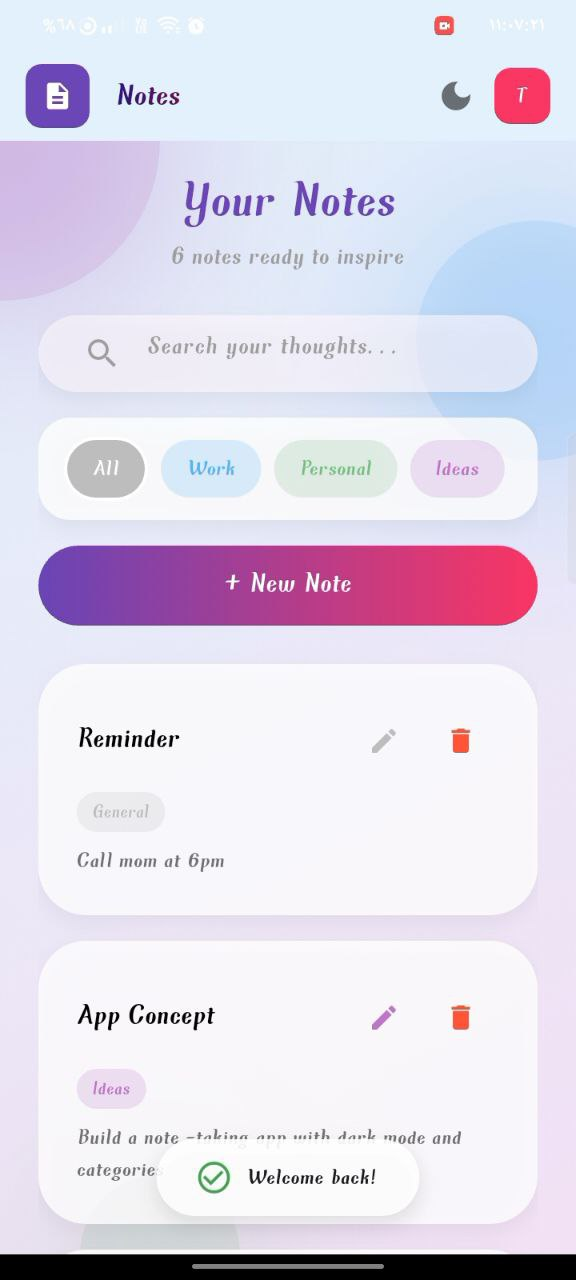 %٦٨ ١١:٠٧:٢١
Notes T
Your Notes
6 notes ready to inspire
Search your thoughts...
All Work Personal Ideas
+ New Note
Reminder
General
Call mom at 6pm
App Concept
Ideas
Build a note -taking app with dark mode and
categories
Welcome back!